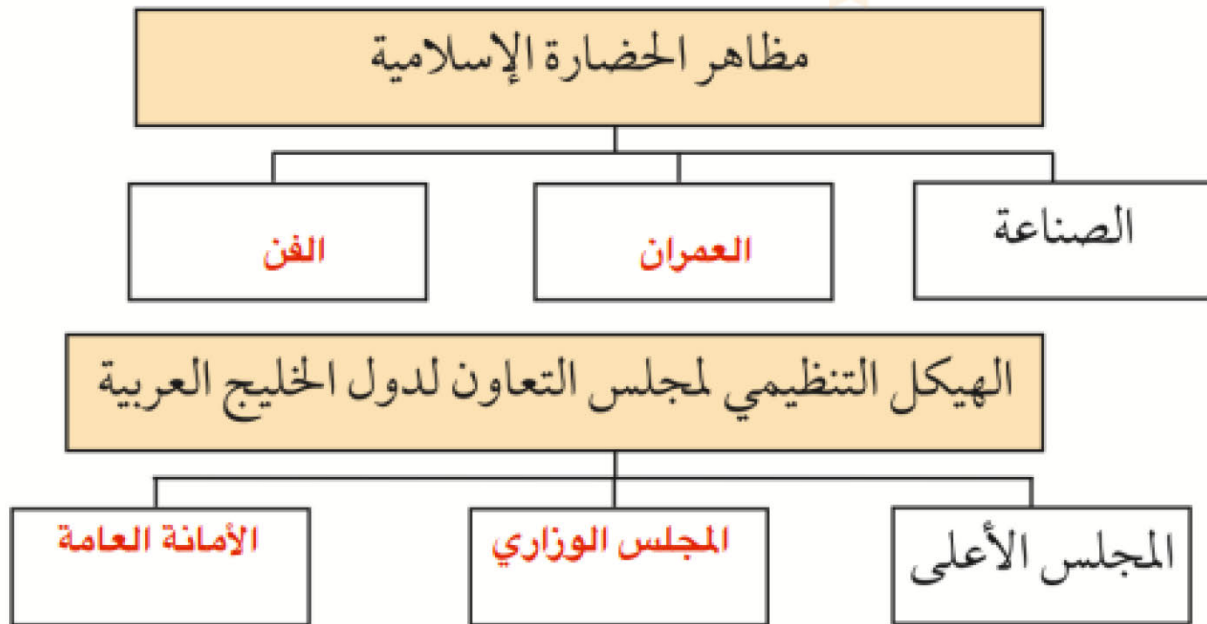 مظاهر الحضارة الإسلامية
الصناعة
العمران
الفن
الهيكل التنظيمي لمجلس التعاون لدول الخليج العربية
المجلس الأعلى
المجلس الوزاري
الأمانة العامة